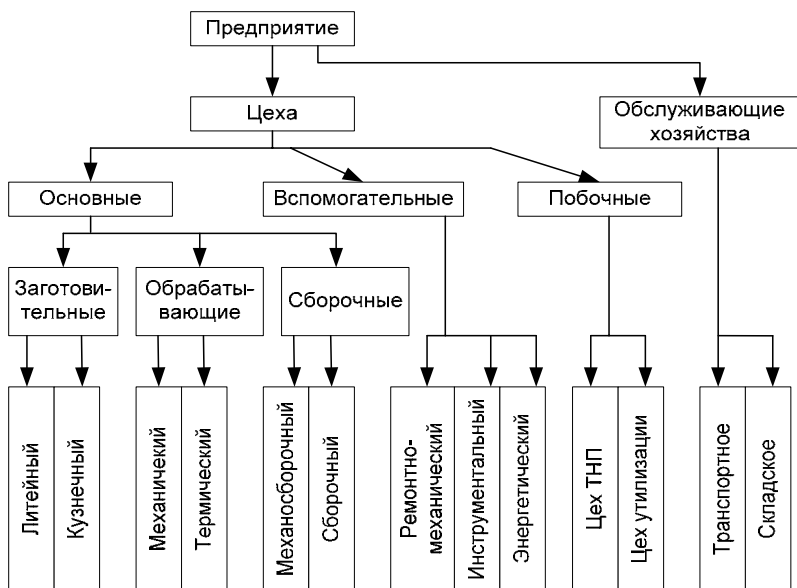 Предприятие
Цеха
Обслуживающие
хозяйства
Основные
Вспомогательные
Побочные
Заготови-
тельные
Обрабаты-
вающие
Сборочные
Литейный
Кузнечный
Механичекий
Термический
Механосборочный
Сборочный
Ремонтно-
механический
Инструментальный
Энергетический
Цех ТНП
Цех утилизации
Транспортное
Складское